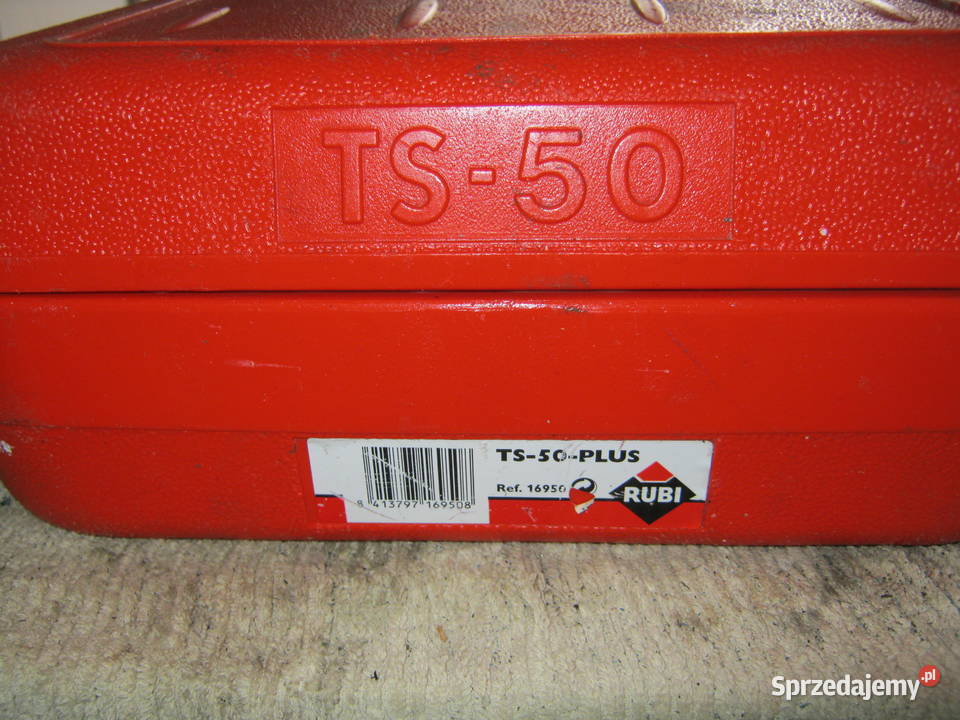 TS-50
TS-50-PLUS
Ref. 16950
RUBI
8 413797 169508
Sprzedajemy.pl